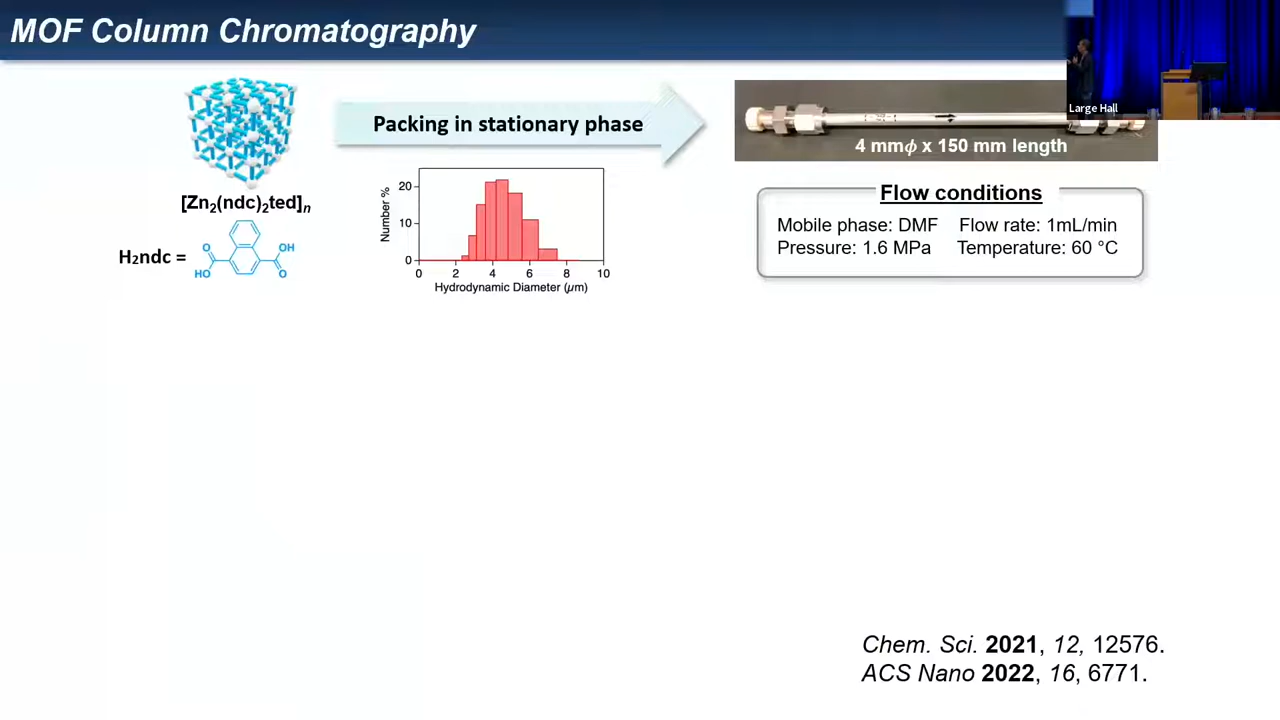 MOF Column Chromatography
Large Hall
Packing in stationary phase
4 mmϕ x 150 mm length
[Zn2(ndc)2ted]n
H2ndc =
O
OH
HO
O
Number %
20
10
0
0 2 4 6 8 10
Hydrodynamic Diameter (μm)
Flow conditions
Mobile phase: DMF Flow rate: 1mL/min
Pressure: 1.6 MPa Temperature: 60 °C
Chem. Sci. 2021, 12, 12576.
ACS Nano 2022, 16, 6771.